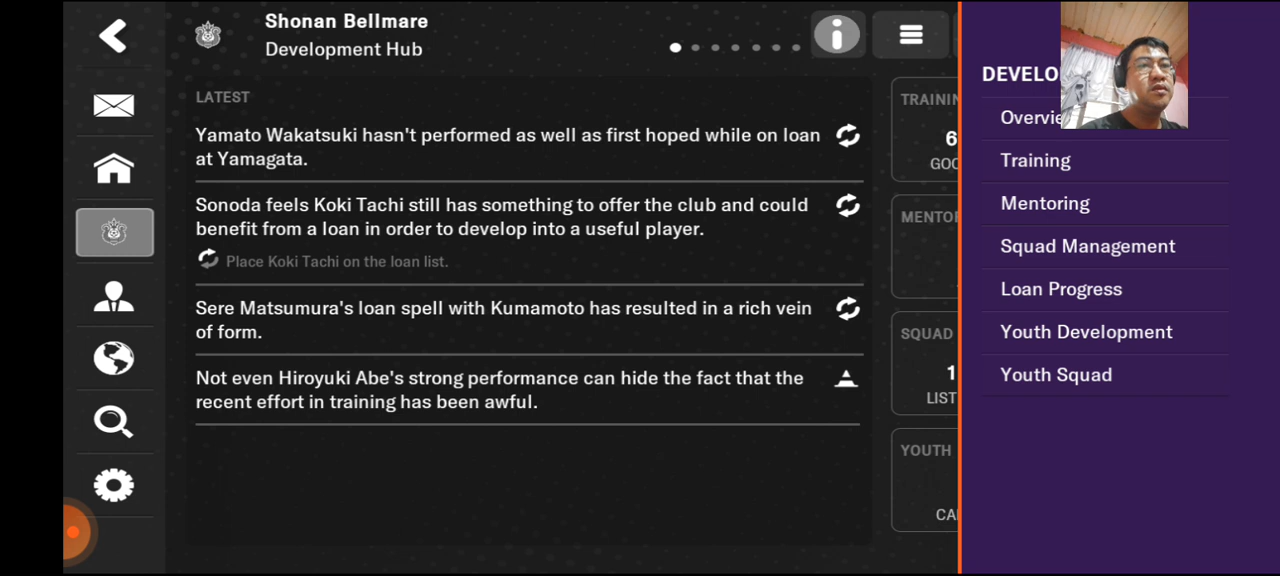 Shonan Bellmare
Development Hub
LATEST
Yamato Wakatsuki hasn't performed as well as first hoped while on loan
at Yamagata.
Sonoda feels Koki Tachi still has something to offer the club and could
benefit from a loan in order to develop into a useful player.
Place Koki Tachi on the loan list.
Sere Matsumura's loan spell with Kumamoto has resulted in a rich vein
of form.
Not even Hiroyuki Abe's strong performance can hide the fact that the
recent effort in training has been awful.
TRAININ
6
GOO
MENTO
SQUAD
1
LIST
YOUTH
CA
DEVELO
Overvie
Training
Mentoring
Squad Management
Loan Progress
Youth Development
Youth Squad